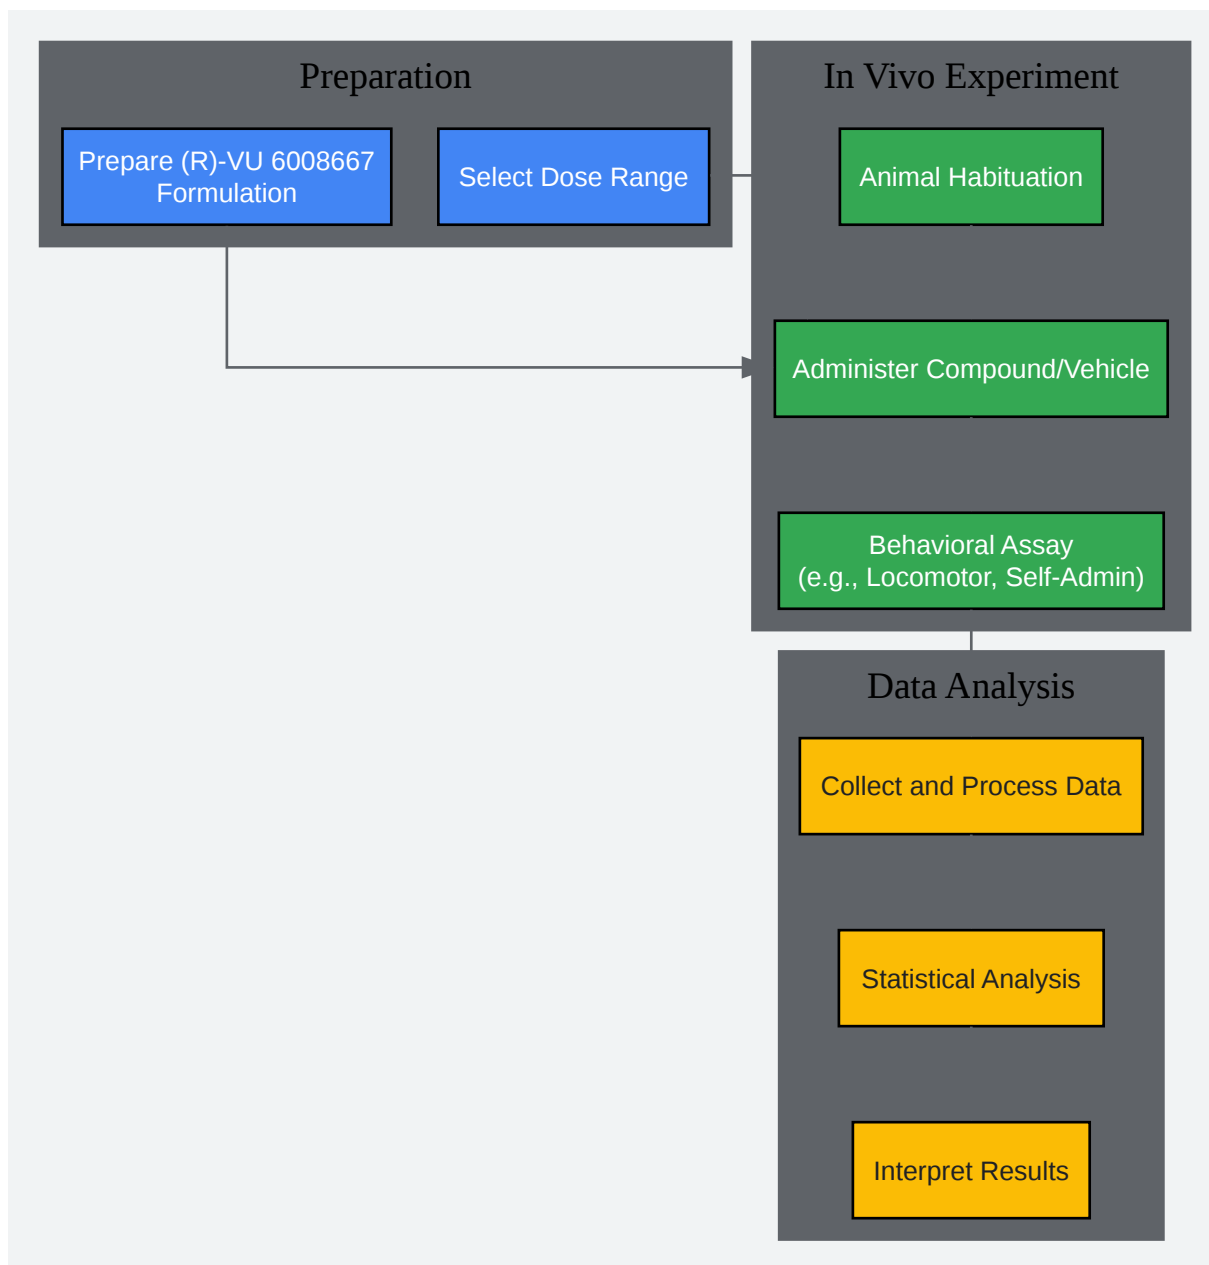 Preparation
Prepare (R)-VU 6008667
Formulation
Select Dose Range
In Vivo Experiment
Animal Habituation
Administer Compound/Vehicle
Behavioral Assay
(e.g., Locomotor, Self-Admin)
Data Analysis
Collect and Process Data
Statistical Analysis
Interpret Results